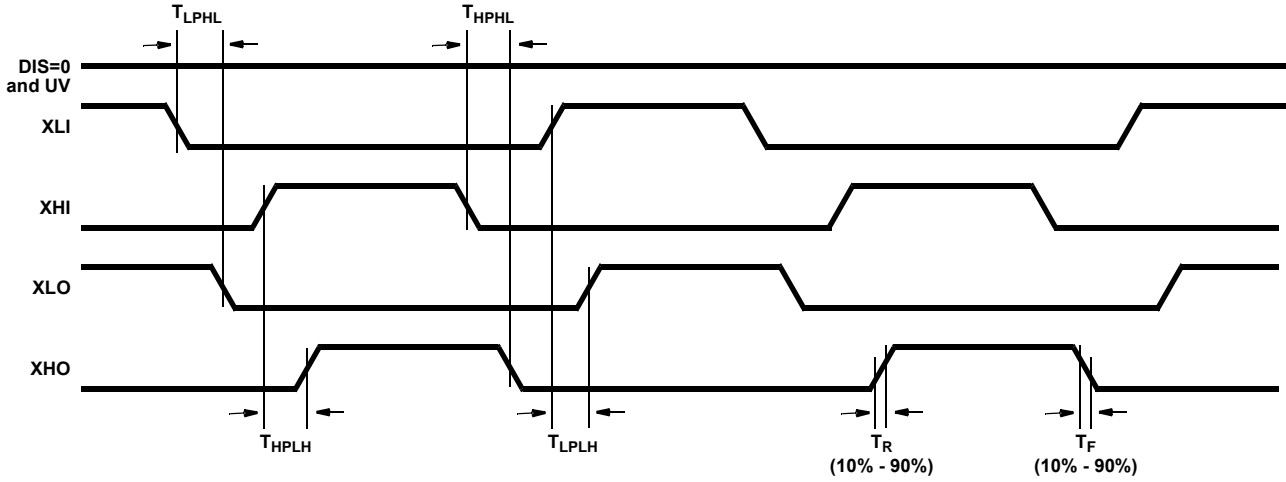 TLPHL
THPHL
DIS=0
and UV
XLI
XHI
XLO
XHO
THPLH
TLPLH
TR
(10% - 90%)
TF
(10% - 90%)